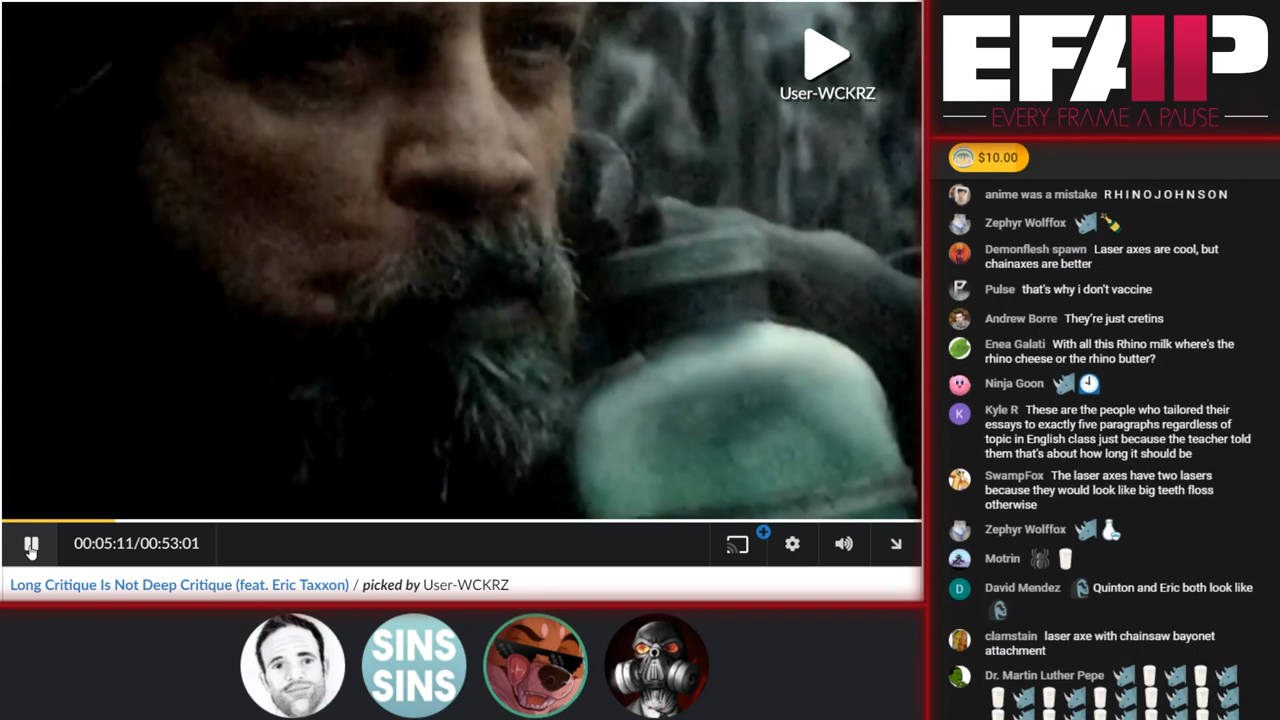 User-WCKRZ
00:05:11/00:53:01
Long Critique Is Not Deep Critique (feat. Eric Taxxon) / picked by User-WCKRZ
SINS
SINS
EFAP
EVERY FRAME A PAUSE
$10.00
anime was a mistake R H I N O J O H N S O N
Zephyr Wolffox
Demonflesh spawn Laser axes are cool, but
chainaxes are better
Pulse that's why i don't vaccine
Andrew Borre They're just cretins
Enea Galati With all this Rhino milk where's the
rhino cheese or the rhino butter?
Ninja Goon
K
Kyle R These are the people who tailored their
essays to exactly five paragraphs regardless of
topic in English class just because the teacher told
them that's about how long it should be
SwampFox The laser axes have two lasers
because they would look like big teeth floss
otherwise
Zephyr Wolffox
Motrin
D
David Mendez Quinton and Eric both look like
clamstain laser axe with chainsaw bayonet
attachment
Dr. Martin Luther Pepe